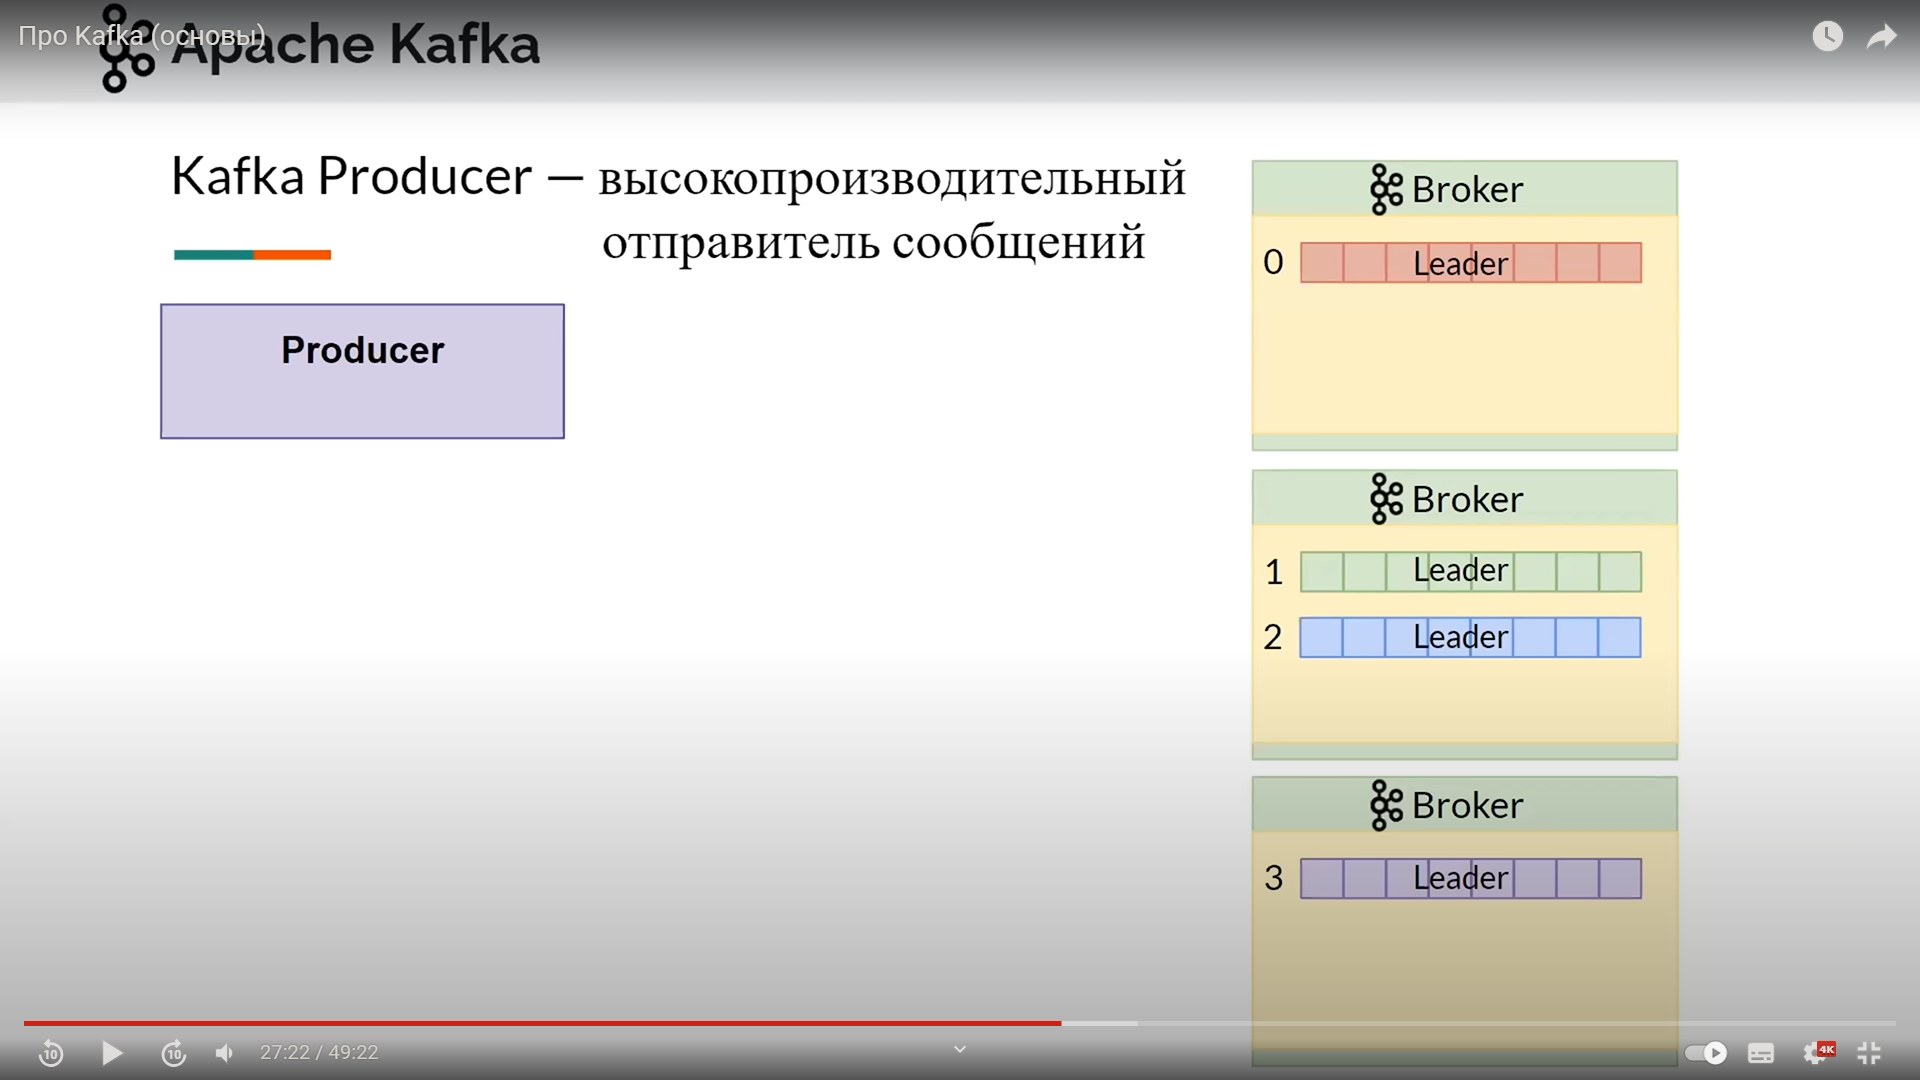 Про Kafka (основы)
Apache Kafka
Kafka Producer — высокопроизводительный
отправитель сообщений
Producer
Broker
0 Leader
Broker
1 Leader
2 Leader
Broker
3 Leader
10
10
27:22 / 49:22
4K